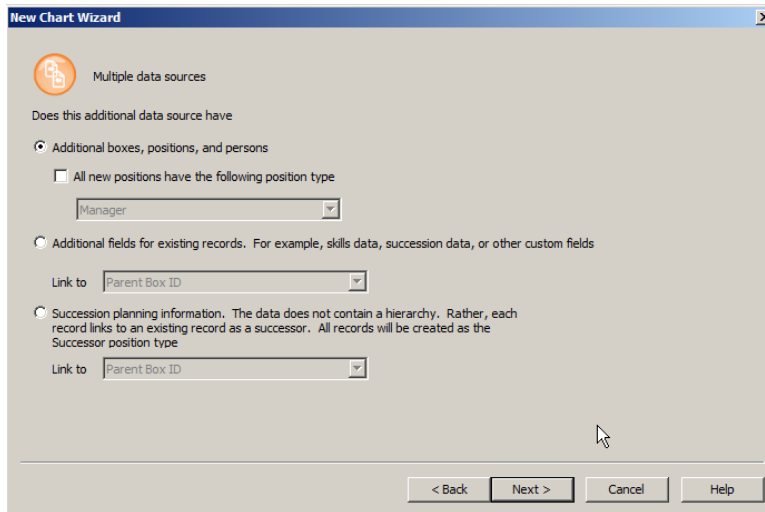 New Chart Wizard
Multiple data sources
Does this additional data source have
Additional boxes, positions, and persons
All new positions have the following position type
Manager
Additional fields for existing records. For example, skills data, succession data, or other custom fields
Link to Parent Box ID
Succession planning information. The data does not contain a hierarchy. Rather, each
record links to an existing record as a successor. All records will be created as the
Successor position type
Link to Parent Box ID
< Back Next > Cancel Help